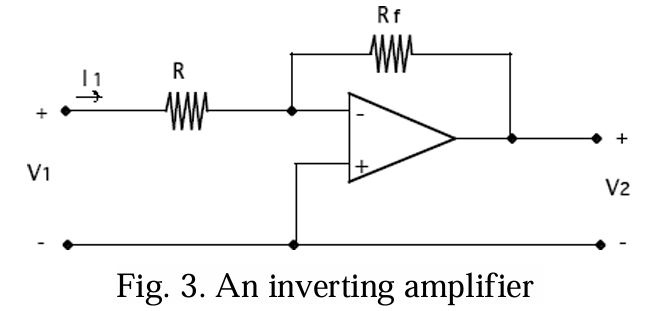 Rf
I1
R
+
-
+
V1
+
V2
-
-
Fig. 3. An inverting amplifier